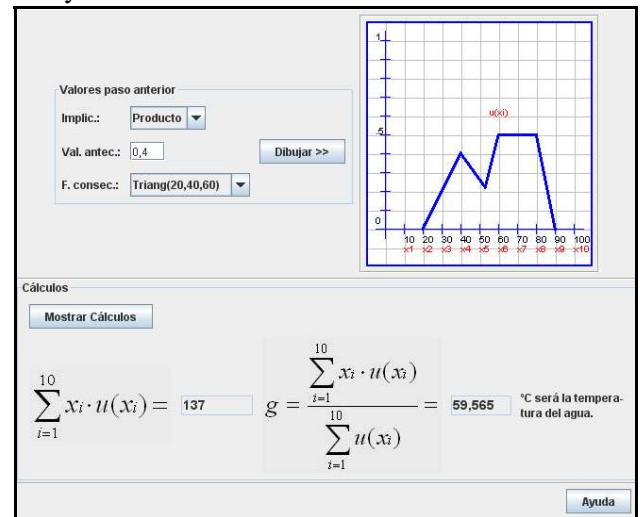 Valores paso anterior
Implic.: Producto
Val. antec.: 0,4
Dibujar >>
F. consec.: Triang(20,40,60)
1
u(xi)
.5
0
10 20 30 40 50 60 70 80 90 100
x1 x2 x3 x4 x5 x6 x7 x8 x9 x10
Cálculos
Mostrar Cálculos
10
∑ xi · u(xi) = 137
i=1
10
∑ xi · u(xi)
i=1
g = ———— = 59,565
10
∑ u(xi)
i=1
°C será la tempera-
tura del agua.
Ayuda